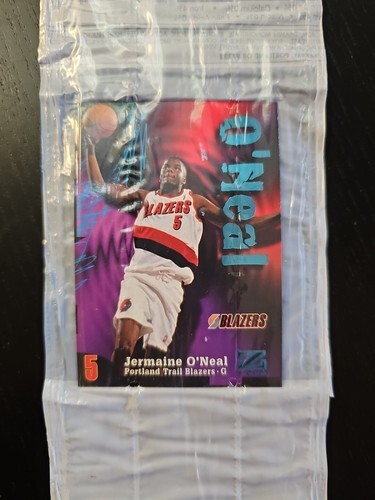 O'Neal
BLAZERS
5
BLAZERS
Jermaine O'Neal
5
Portland Trail Blazers · G